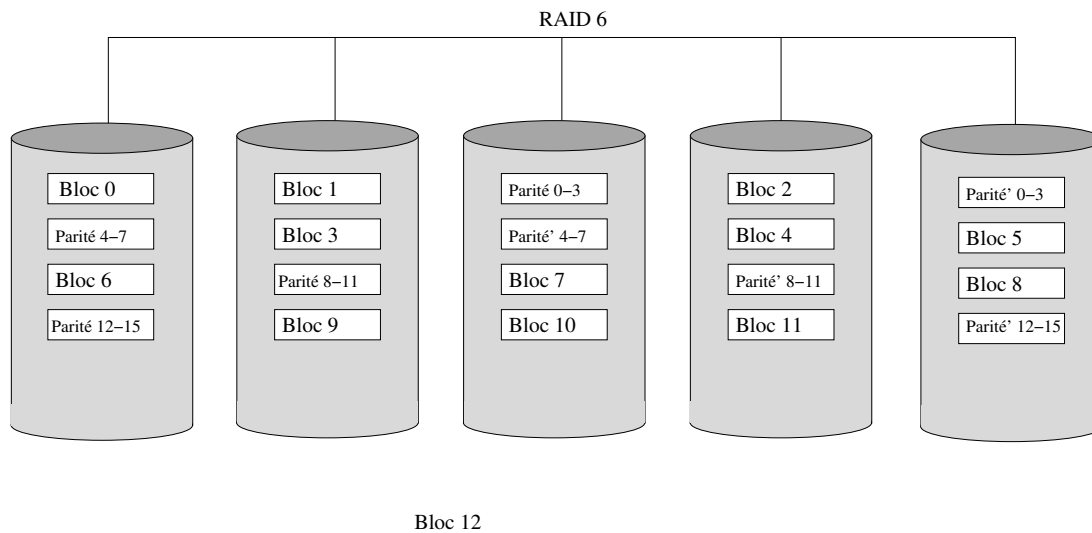 RAID 6
Bloc 0
Bloc 1
Parité 0−3
Bloc 2
Parité’ 0−3
Parité 4−7
Bloc 3
Parité’ 4−7
Bloc 4
Bloc 5
Bloc 6
Parité 8−11
Bloc 7
Parité’ 8−11
Bloc 8
Parité 12−15
Bloc 9
Bloc 10
Bloc 11
Parité’ 12−15
Bloc 12